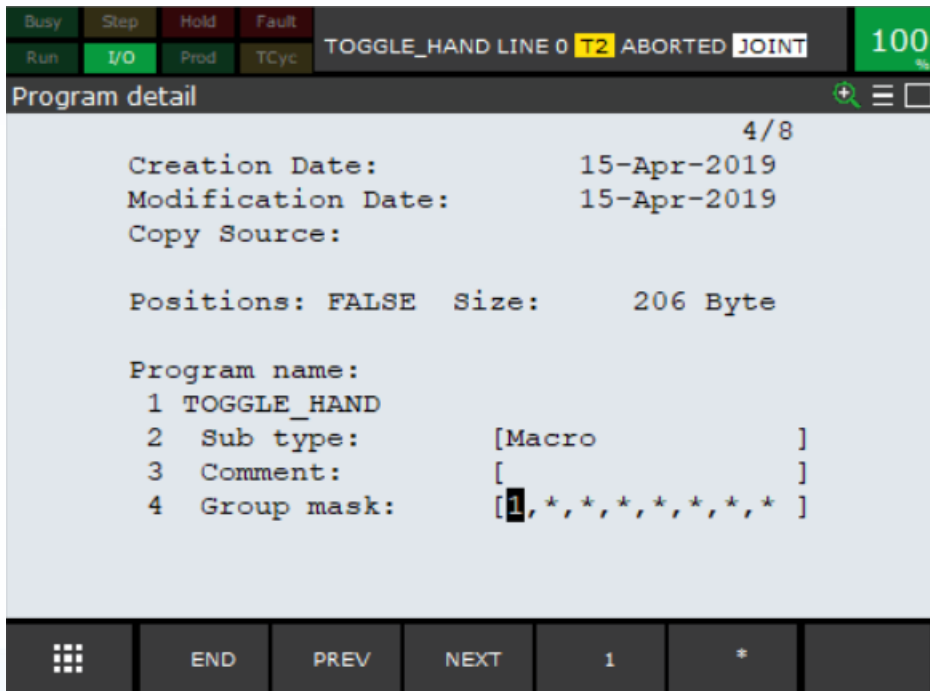 Busy Step Hold Fault
Run I/O Prod TCyc
TOGGLE_HAND LINE 0 T2 ABORTED JOINT
100
%
Program detail
4/8
Creation Date: 15-Apr-2019
Modification Date: 15-Apr-2019
Copy Source:
Positions: FALSE Size: 206 Byte
Program name:
1 TOGGLE_HAND
2 Sub type: [Macro ]
3 Comment: [ ]
4 Group mask: [1,*,*,*,*,*,*,* ]
END PREV NEXT 1 *